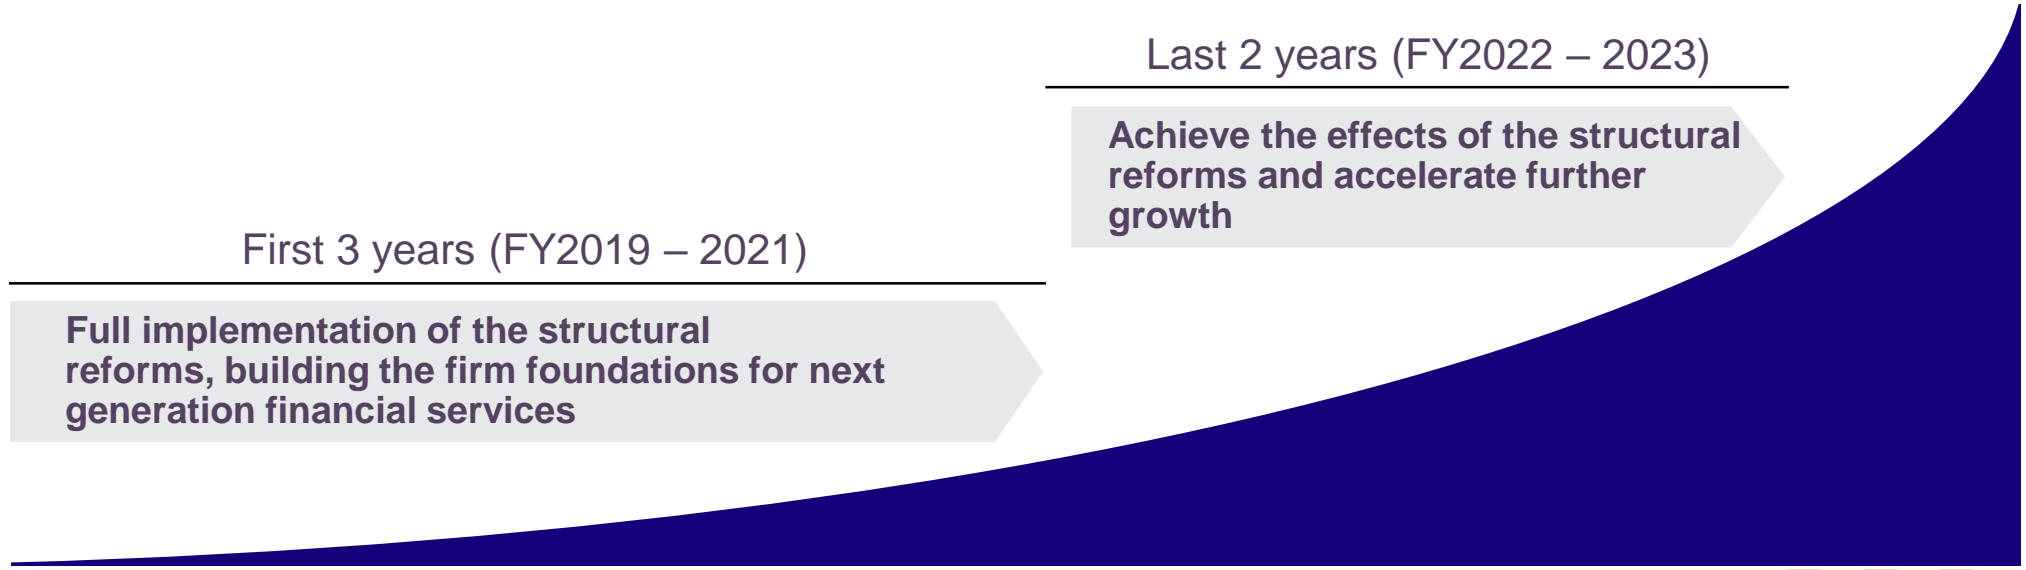 Last 2 years (FY2022 – 2023)
Achieve the effects of the structural
reforms and accelerate further
growth
First 3 years (FY2019 – 2021)
Full implementation of the structural
reforms, building the firm foundations for next
generation financial services